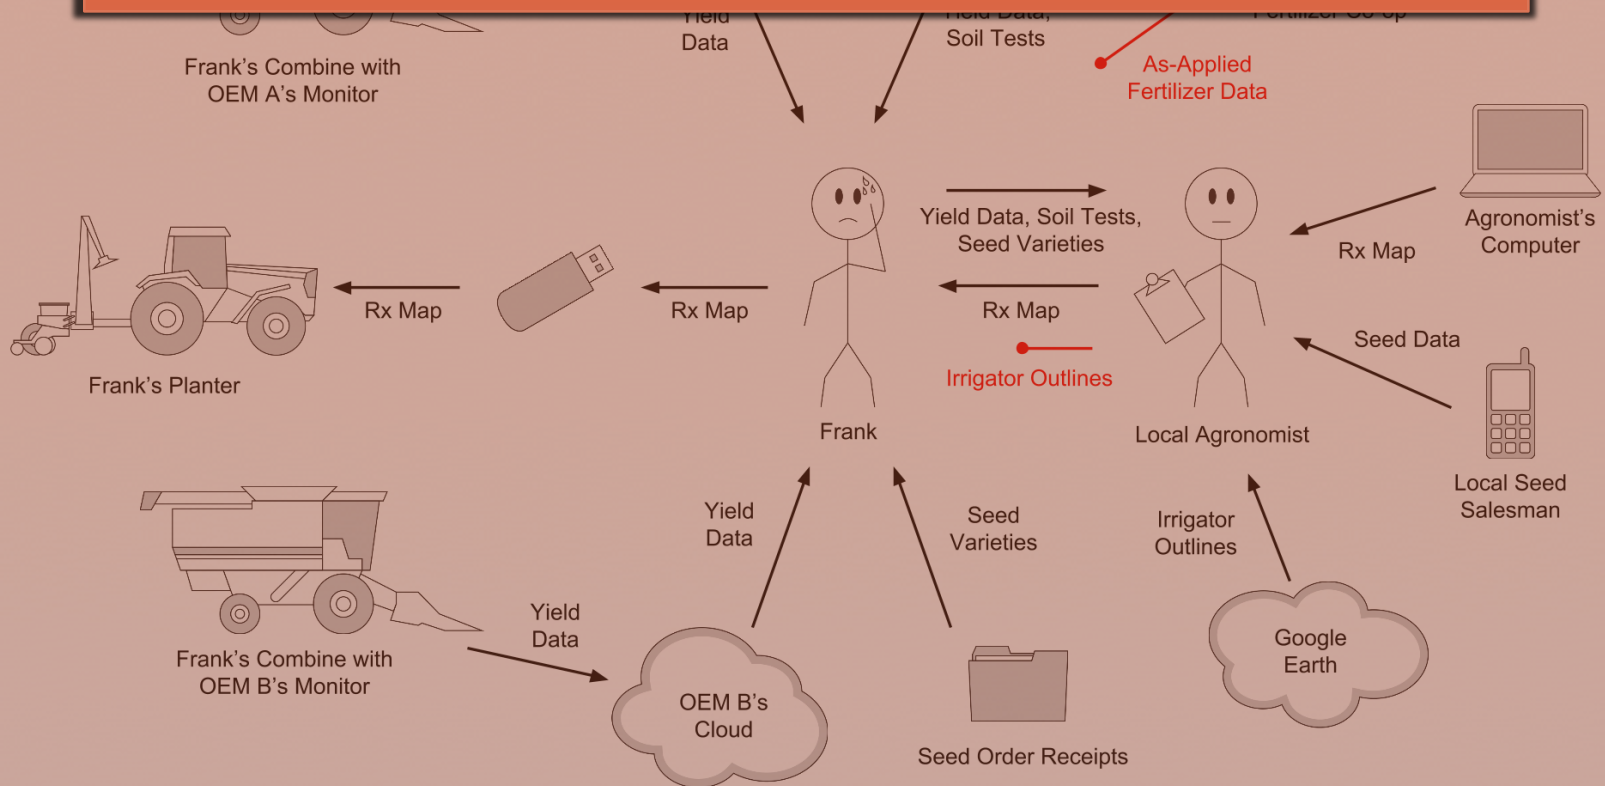 Data
Soil Tests
Frank's Combine with
OEM A's Monitor
As-Applied
Fertilizer Data
Yield Data, Soil Tests,
Seed Varieties
Agronomist's
Computer
Rx Map
Rx Map
Rx Map
Rx Map
Irrigator Outlines
Seed Data
Frank's Planter
Frank
Local Agronomist
Local Seed
Salesman
Yield
Data
Seed
Varieties
Irrigator
Outlines
Yield
Data
Google
Earth
Frank's Combine with
OEM B's Monitor
OEM B's
Cloud
Seed Order Receipts